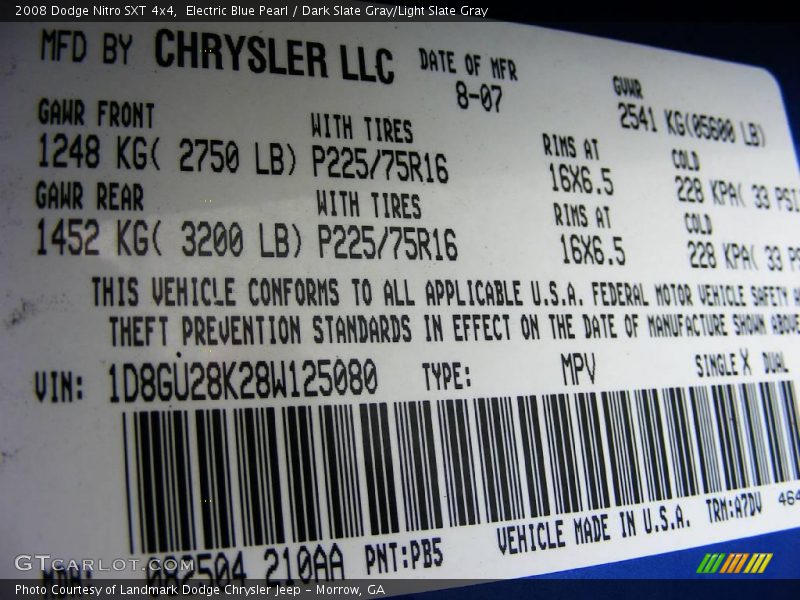 2008 Dodge Nitro SXT 4x4, Electric Blue Pearl / Dark Slate Gray/Light Slate Gray
MFD BY CHRYSLER LLC DATE OF MFR GVWR
8-07 2541 KG(05600 LB)
GAWR FRONT WITH TIRES RIMS AT COLD
1248 KG( 2750 LB) P225/75R16 16X6.5 228 KPA( 33 PSI
GAWR REAR WITH TIRES RIMS AT COLD
1452 KG( 3200 LB) P225/75R16 16X6.5 228 KPA( 33 PS
THIS VEHICLE CONFORMS TO ALL APPLICABLE U.S.A. FEDERAL MOTOR VEHICLE SAFETY
THEFT PREVENTION STANDARDS IN EFFECT ON THE DATE OF MANUFACTURE SHOWN ABOVE
VIN: 1D8GU28K28W125080 TYPE: MPV SINGLE X DUAL
MDH: 082504 210AA PNT:PB5 VEHICLE MADE IN U.S.A. TRM:A7DV 464
GTCARLOT.COM
Photo Courtesy of Landmark Dodge Chrysler Jeep - Morrow, GA